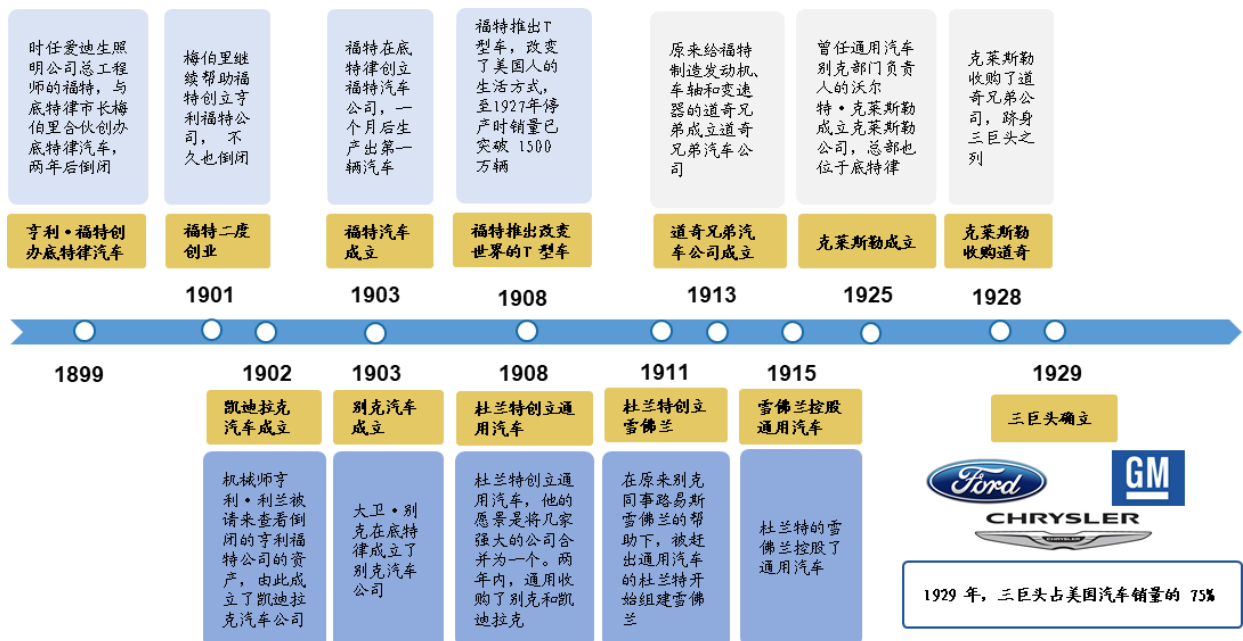 时任爱迪生照
明公司总工程
师的福特，与
底特律市长梅
伯里合伙创办
底特律汽车，
两年后倒闭
梅伯里继
续帮助福
特创立亨
利福特公
司， 不
久也倒闭
福特在底
特律创立
福特汽车
公司，一
个月后生
产出第一
辆汽车
福特推出T
型车，改变
了美国人的
生活方式，
至1927年停
产时销量已
突破 1500
万辆
原来给福特
制造发动机、
车轴和变速
器的道奇兄
弟成立道奇
兄弟汽车公
司
曾任通用汽车
别克部门负责
人的沃尔
特·克莱斯勒
成立克莱斯勒
公司，总部也
位于底特律
克莱斯勒
收购了道
奇兄弟公
司，跻身
三巨头之
列
亨利·福特创
办底特律汽车
福特二度
创业
福特汽车
成立
福特推出改变
世界的T 型车
道奇兄弟汽
车公司成立
克莱斯勒成立
克莱斯勒
收购道奇
1901
1903
1908
1913
1925
1928
1899
1902
1903
1908
1911
1915
1929
凯迪拉克
汽车成立
别克汽车
成立
杜兰特创立通
用汽车
杜兰特创立
雪佛兰
雪佛兰控股
通用汽车
三巨头确立
机械师亨
利·利兰被
请来查看倒
闭的亨利福
特公司的资
产，由此成
立了凯迪拉
克汽车公司
大卫·别
克在底特
律成立了
别克汽车
公司
杜兰特创立通
用汽车，他的
愿景是将几家
强大的公司合
并为一个。两
年内，通用收
购了别克和凯
迪拉克
在原来别克
同事路易斯
雪佛兰的帮
助下，被赶
出通用汽车
的杜兰特开
始组建雪佛
兰
杜兰特的雪
佛兰控股了
通用汽车
Ford
GM
CHRYSLER
CHRYSLER
1929 年，三巨头占美国汽车销量的 75%